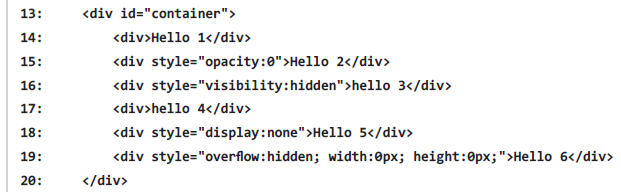 13:     <div id="container">
14:         <div>Hello 1</div>
15:         <div style="opacity:0">Hello 2</div>
16:         <div style="visibility:hidden">hello 3</div>
17:         <div>hello 4</div>
18:         <div style="display:none">Hello 5</div>
19:         <div style="overflow:hidden; width:0px; height:0px;">Hello 6</div>
20:     </div>